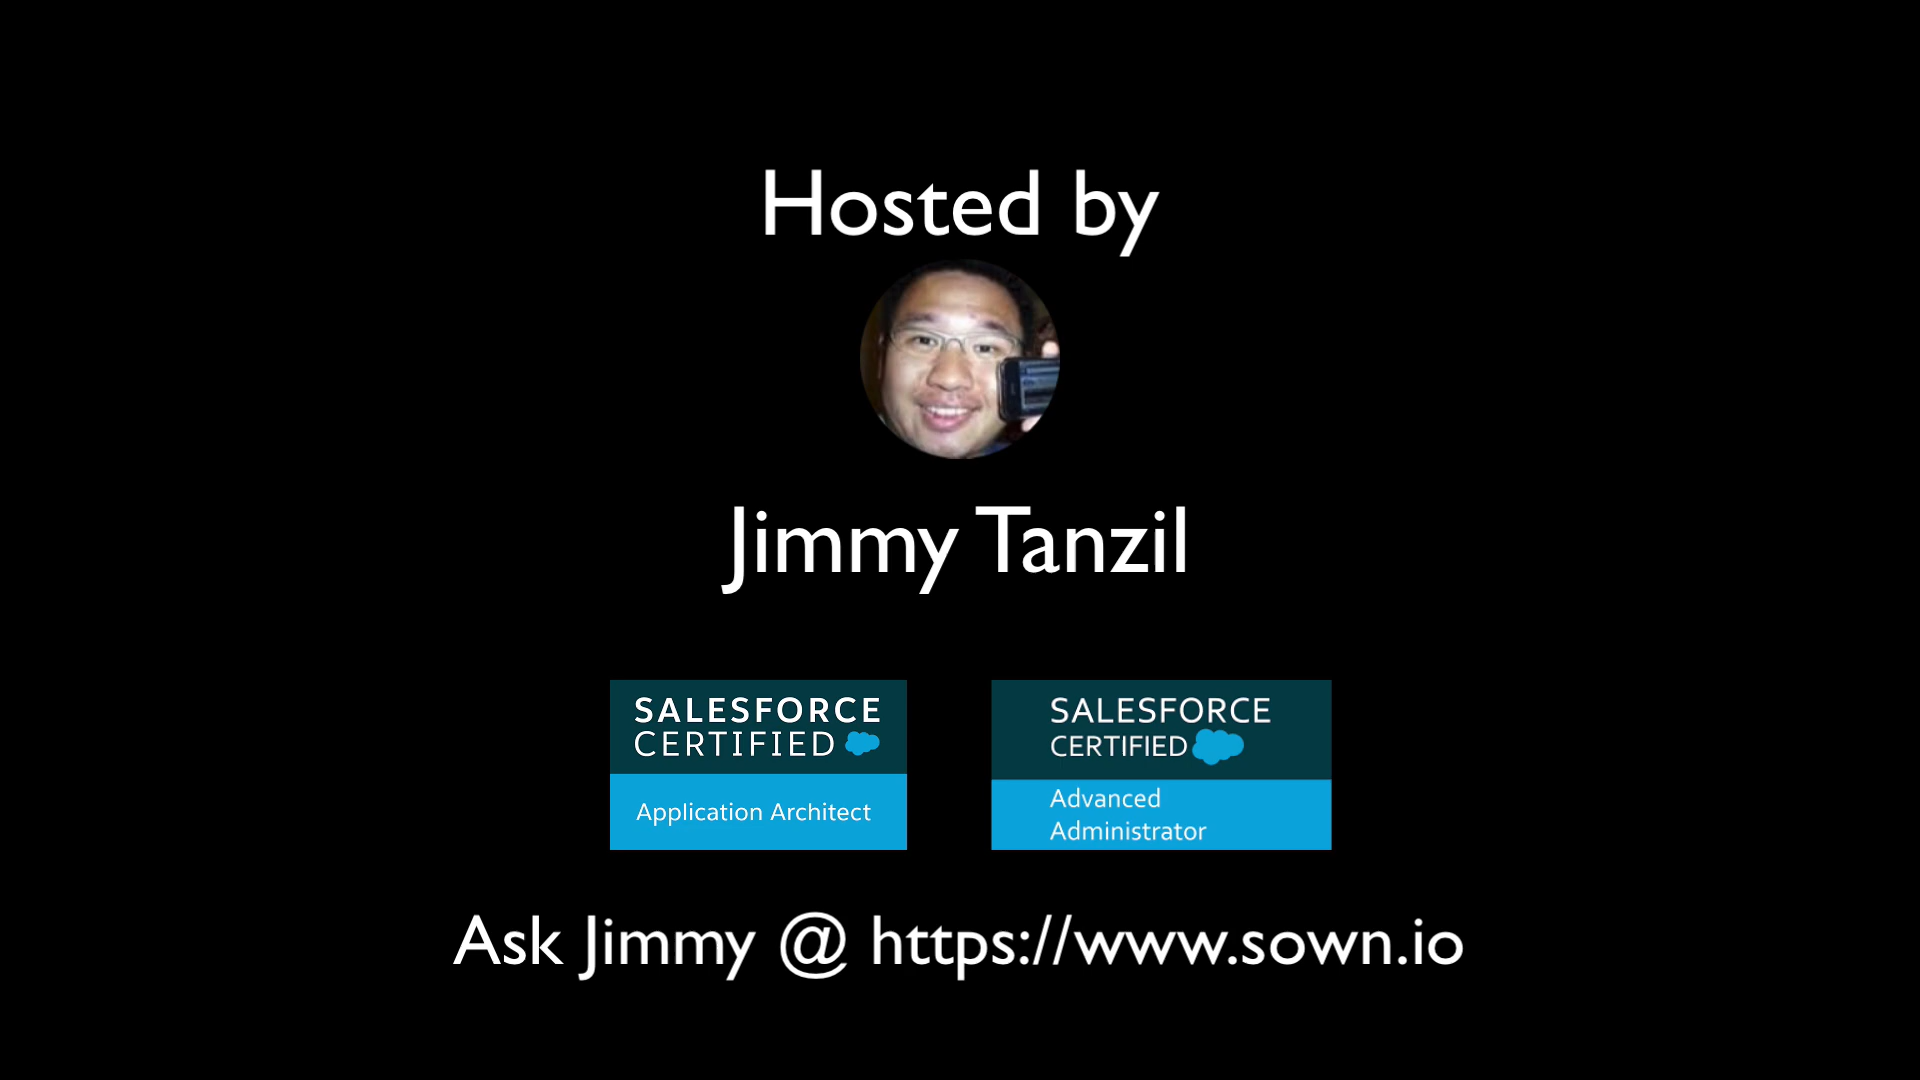 Hosted by
Jimmy Tanzil
SALESFORCE
CERTIFIED
Application Architect
SALESFORCE
CERTIFIED
Advanced
Administrator
Ask Jimmy @ https://www.sown.io